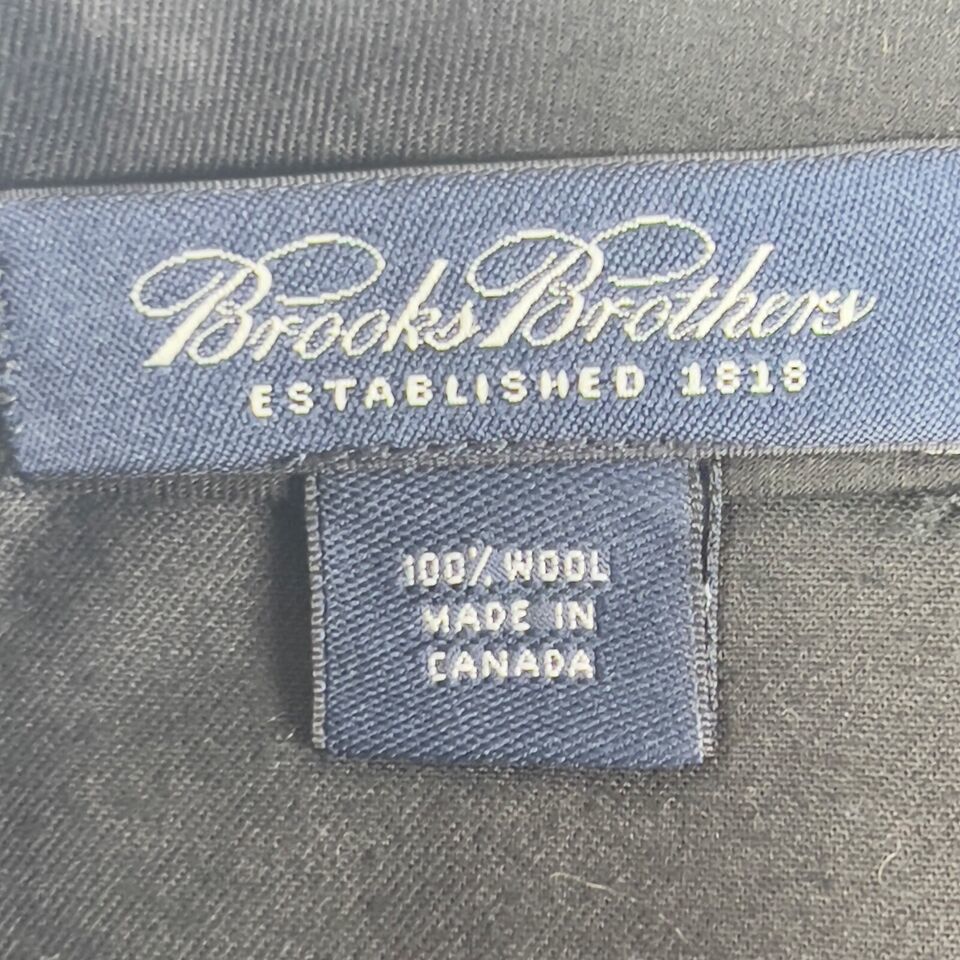 Brooks Brothers
ESTABLISHED 1818
100% WOOL
MADE IN
CANADA